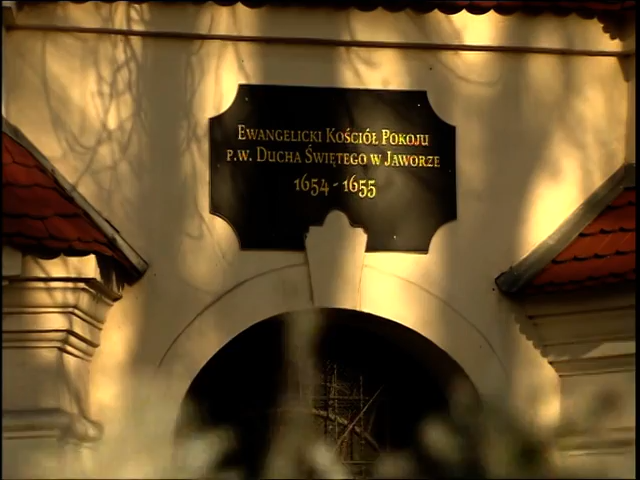 Ewangelicki Kościół Pokoju
p.w. Ducha Świętego w Jaworze
1654 - 1655